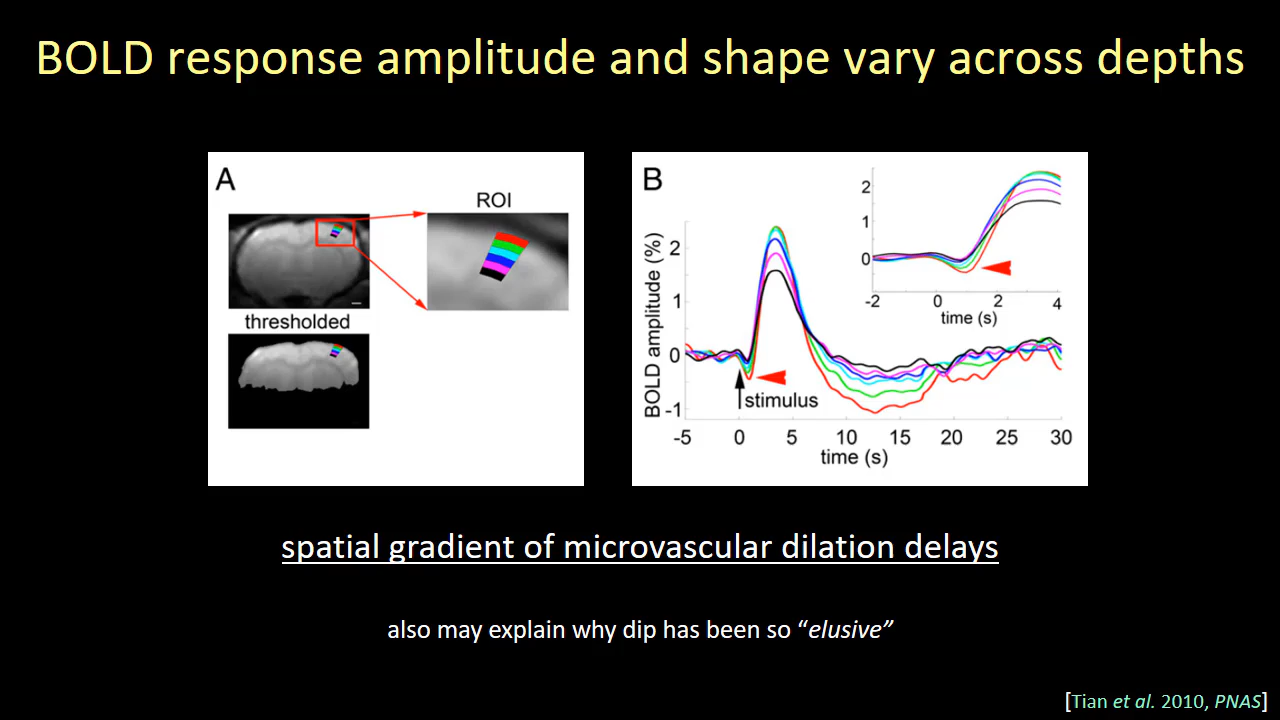 BOLD response amplitude and shape vary across depths
A
ROI
thresholded
B
BOLD amplitude (%)
2
1
0
-1
-5
0
5
10
15
20
25
30
time (s)
stimulus
2
1
0
-2
0
2
4
time (s)
spatial gradient of microvascular dilation delays
also may explain why dip has been so “elusive”
[Tian et al. 2010, PNAS]